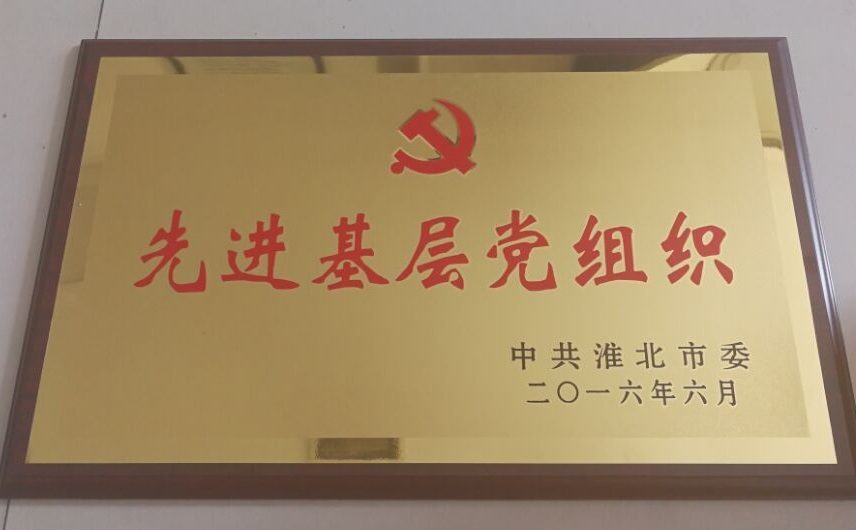 先进基层党组织
中共淮北市委
二〇一六年六月